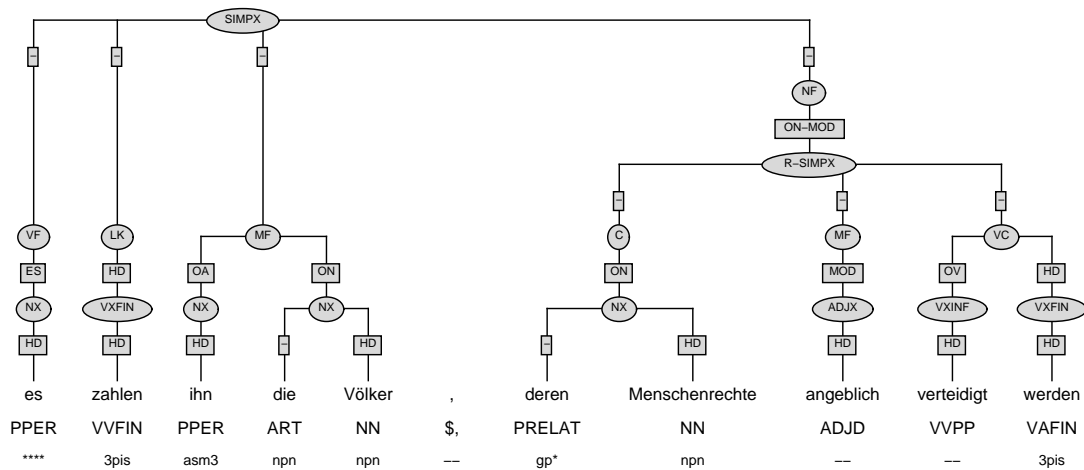 SIMPX
– – – –
NF
ON–MOD
R–SIMPX
– – –
VF LK MF C MF VC
ES HD OA ON ON MOD OV HD
NX VXFIN NX NX NX ADJX VXINF VXFIN
HD HD HD – HD – HD HD HD HD
es zahlen ihn die Völker , deren Menschenrechte angeblich verteidigt werden
PPER VVFIN PPER ART NN $, PRELAT NN ADJD VVPP VAFIN
**** 3pis asm3 npn npn –– gp* npn –– –– 3pis